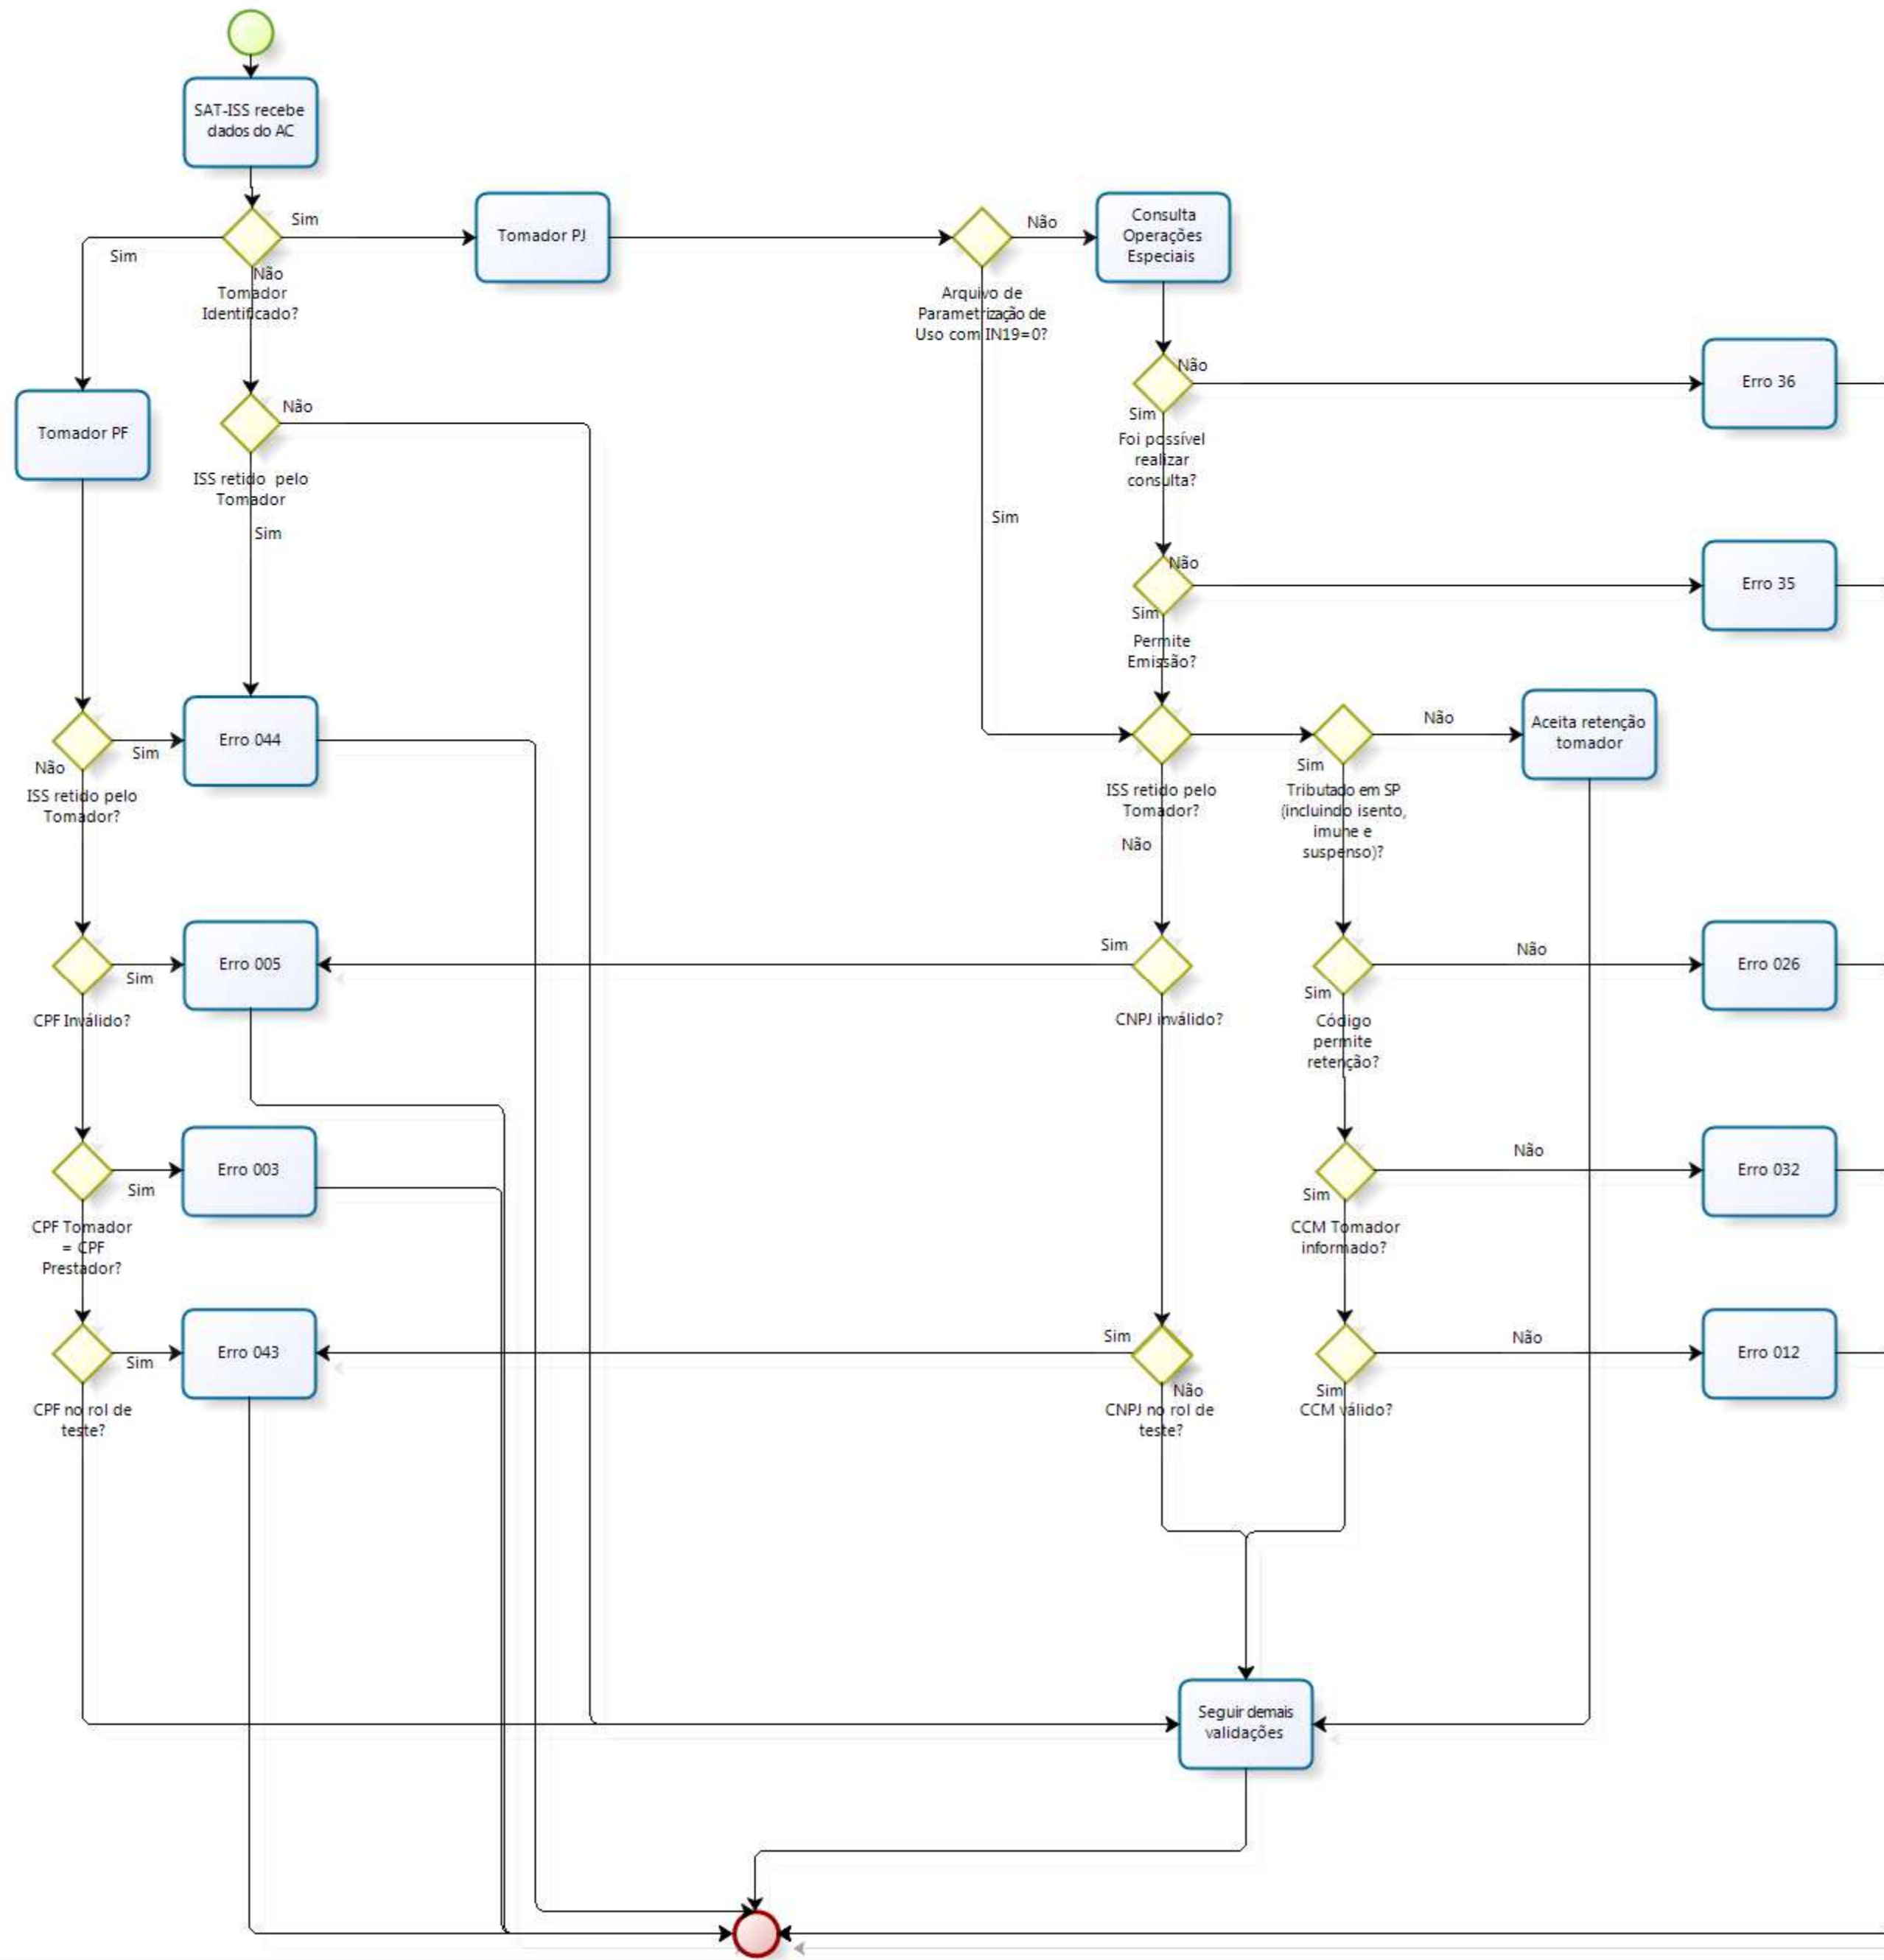 SAT-ISS recebe
dados do AC
Sim
Sim
Não
Tomador
Identificado?
Tomador PJ
Não
Arquivo de
Parametrização de
Uso com IN19=0?
Sim
Consulta
Operações
Especiais
Não
Sim
Foi possível
realizar
consulta?
Erro 36
Tomador PF
Não
ISS retido pelo
Tomador
Sim
Não
Sim
Permite
Emissão?
Erro 35
Não
Sim
ISS retido pelo
Tomador?
Erro 044
ISS retido pelo
Tomador?
Não
Não
Sim
Tributado em SP
(incluindo isento,
imune e
suspenso)?
Aceita retenção
tomador
Sim
CPF Inválido?
Erro 005
Sim
CNPJ inválido?
Não
Sim
Código
permite
retenção?
Erro 026
Sim
CPF Tomador
= CPF
Prestador?
Erro 003
Não
Sim
CCM Tomador
informado?
Erro 032
Sim
CPF no rol de
teste?
Erro 043
Sim
Não
CNPJ no rol de
teste?
Não
Sim
CCM válido?
Erro 012
Seguir demais
validações